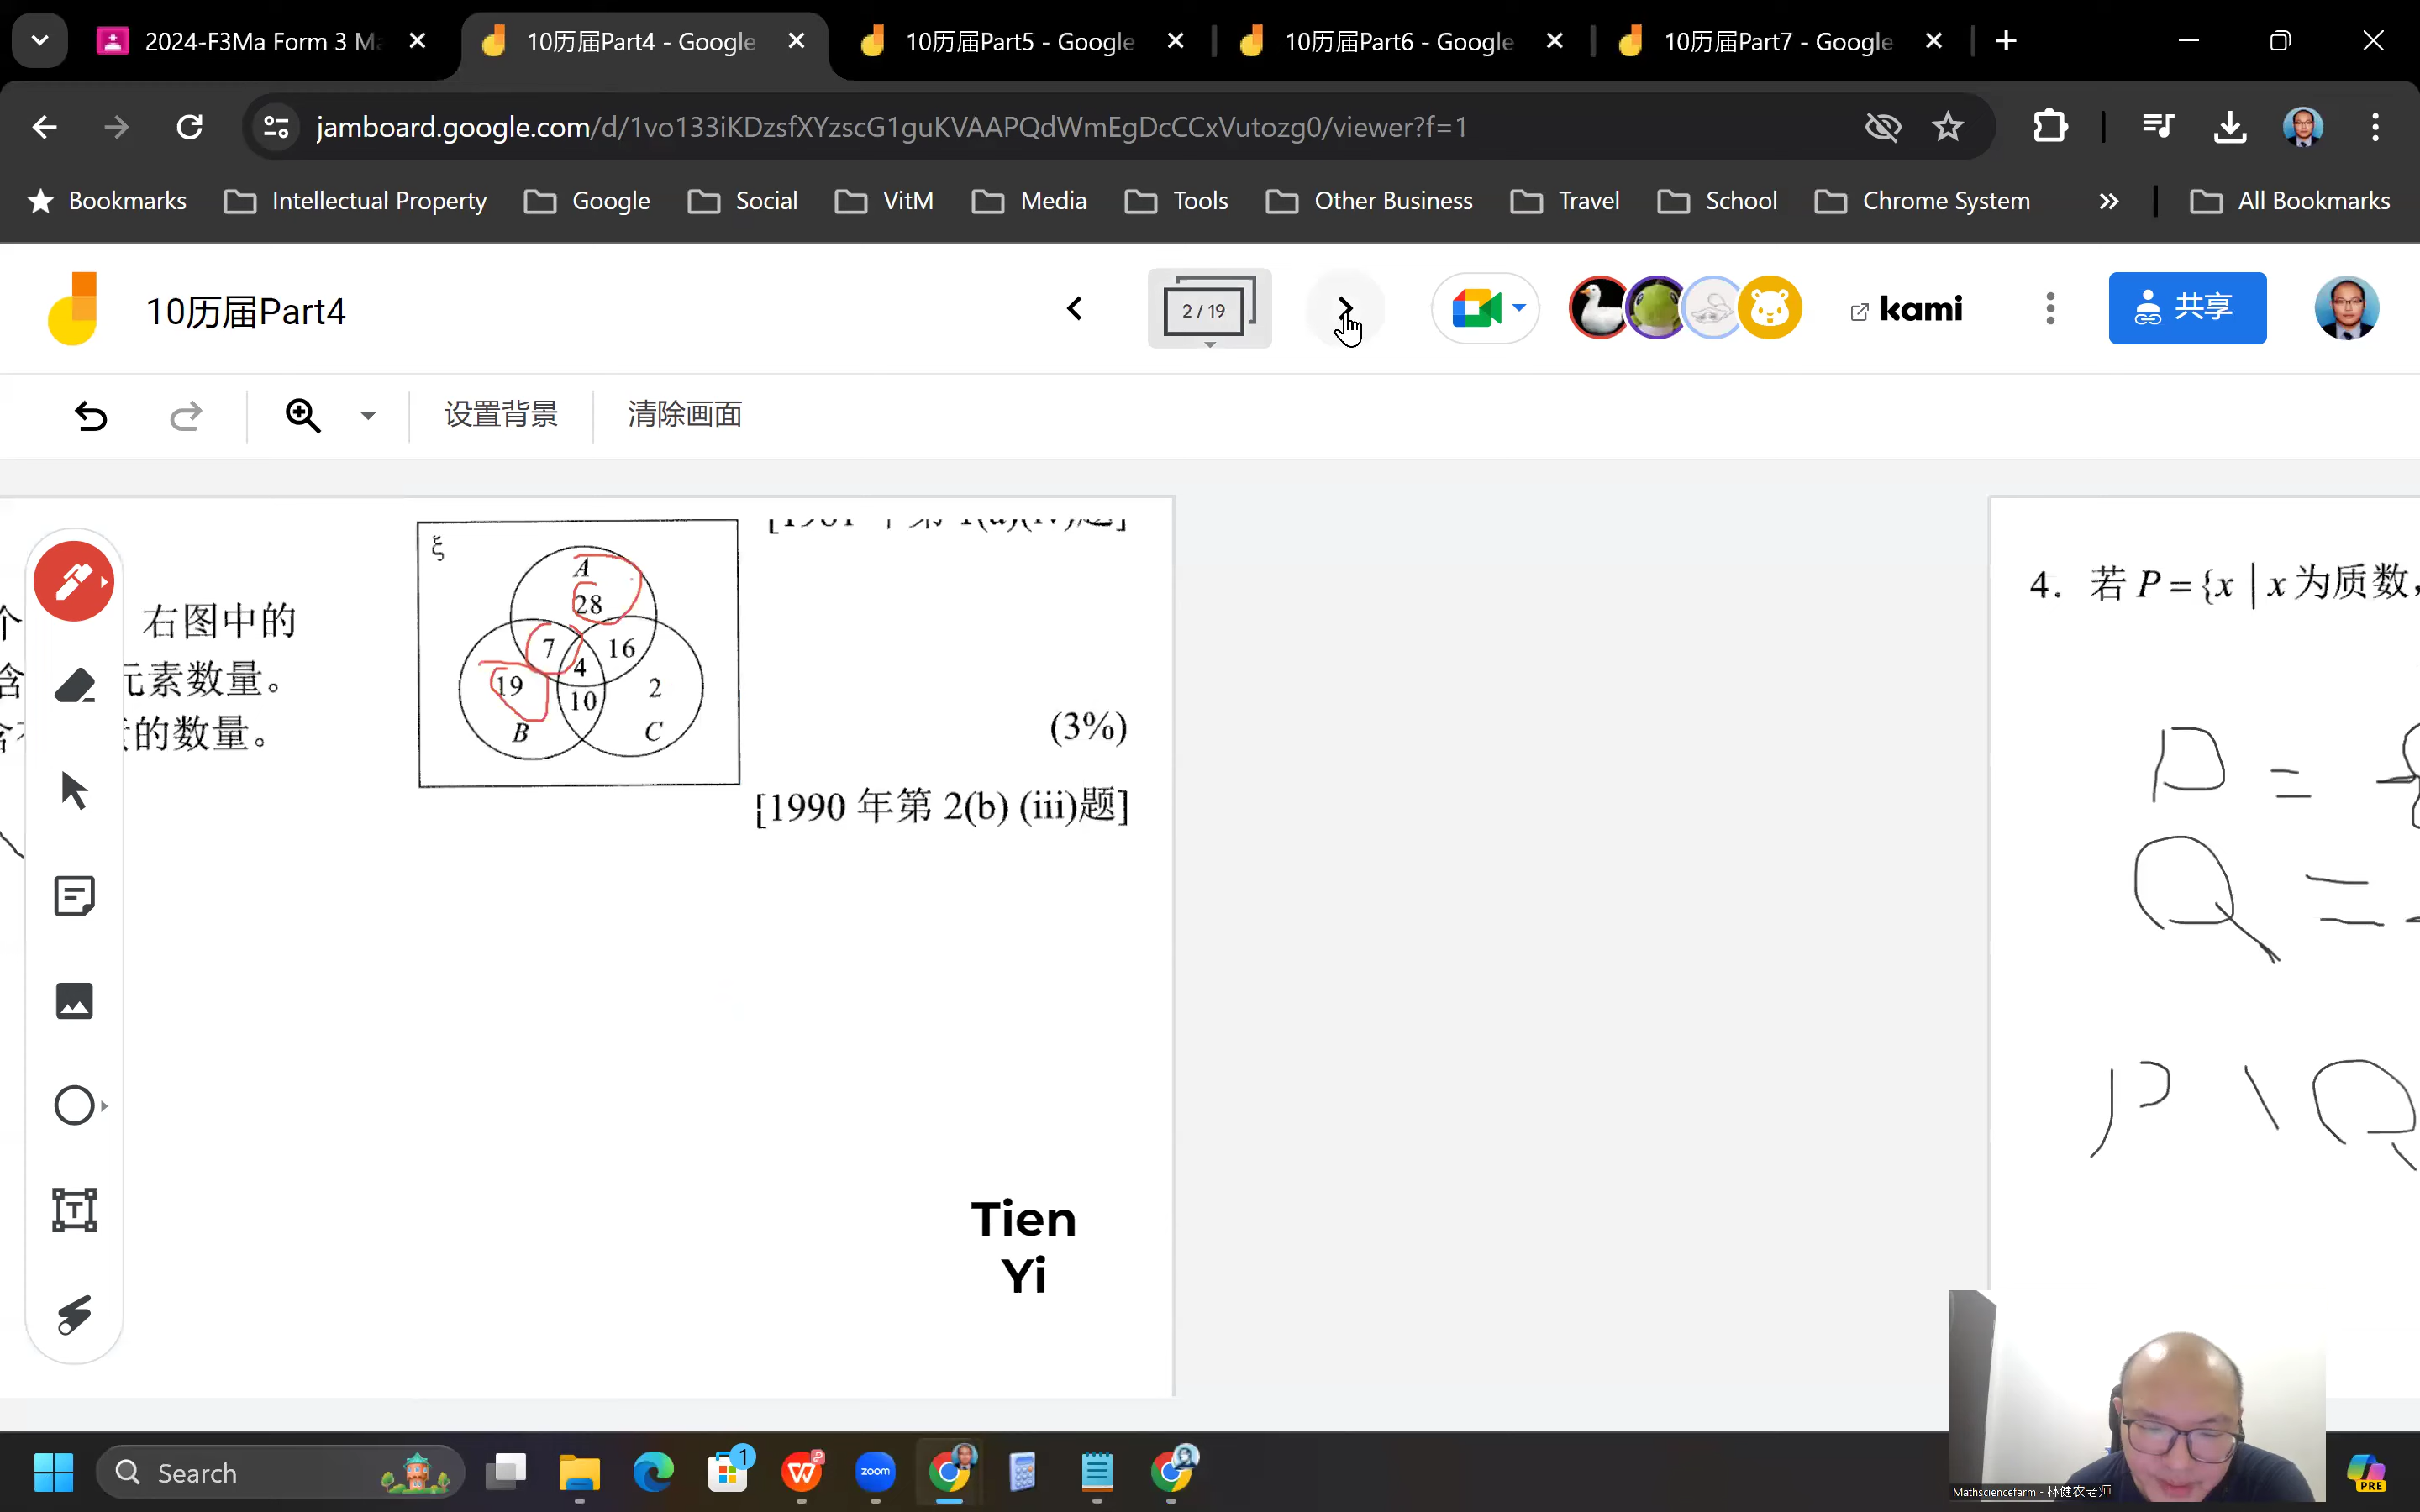 2024-F3Ma Form 3 Ma
10历届Part4 - Google
10历届Part5 - Google
10历届Part6 - Google
10历届Part7 - Google
jamboard.google.com/d/1vo133iKDzsfXYzscG1guKVAAPQdWmEgDcCCxVutozg0/viewer?f=1
Bookmarks
Intellectual Property
Google
Social
VitM
Media
Tools
Other Business
Travel
School
Chrome System
All Bookmarks
10历届Part4
2 / 19
kami
共享
设置背景
清除画面
右图中的
元素数量。
的数量。
ξ
A
28
7
16
4
19
10
2
B
C
(3%)
[1990 年第 2(b) (iii)题]
Tien
Yi
4. 若 P = {x | x 为质数,
P =
Q =
P \ Q
Search
1
zoom
PRE
Mathsciencefarm - 林健农老师